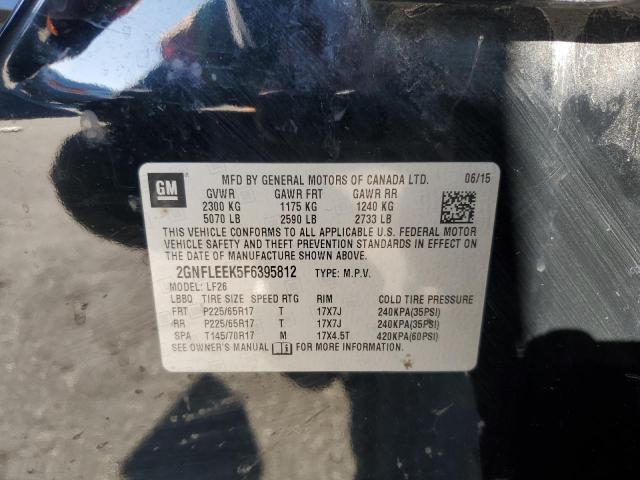 GM
MFD BY GENERAL MOTORS OF CANADA LTD. 06/15
GVWR GAWR FRT GAWR RR
2300 KG 1175 KG 1240 KG
5070 LB 2590 LB 2733 LB
THIS VEHICLE CONFORMS TO ALL APPLICABLE U.S. FEDERAL MOTOR
VEHICLE SAFETY AND THEFT PREVENTION STANDARDS IN EFFECT ON
THE DATE OF MANUFACTURE SHOWN ABOVE.
2GNFLEEK5F6395812 TYPE: M.P.V.
MODEL: LF26
LBBQ TIRE SIZE SPEED RTG RIM COLD TIRE PRESSURE
FRT P225/65R17 T 17X7J 240KPA(35PSI)
RR P225/65R17 T 17X7J 240KPA(35PSI)
SPA T145/70R17 M 17X4.5T 420KPA(60PSI)
SEE OWNER'S MANUAL FOR MORE INFORMATION.